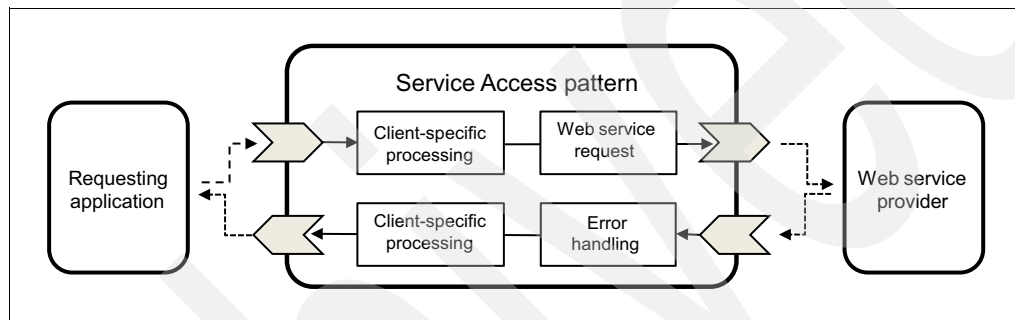 Service Access pattern
Requesting
application
Client-specific
processing
Web service
request
Client-specific
processing
Error
handling
Web service
provider